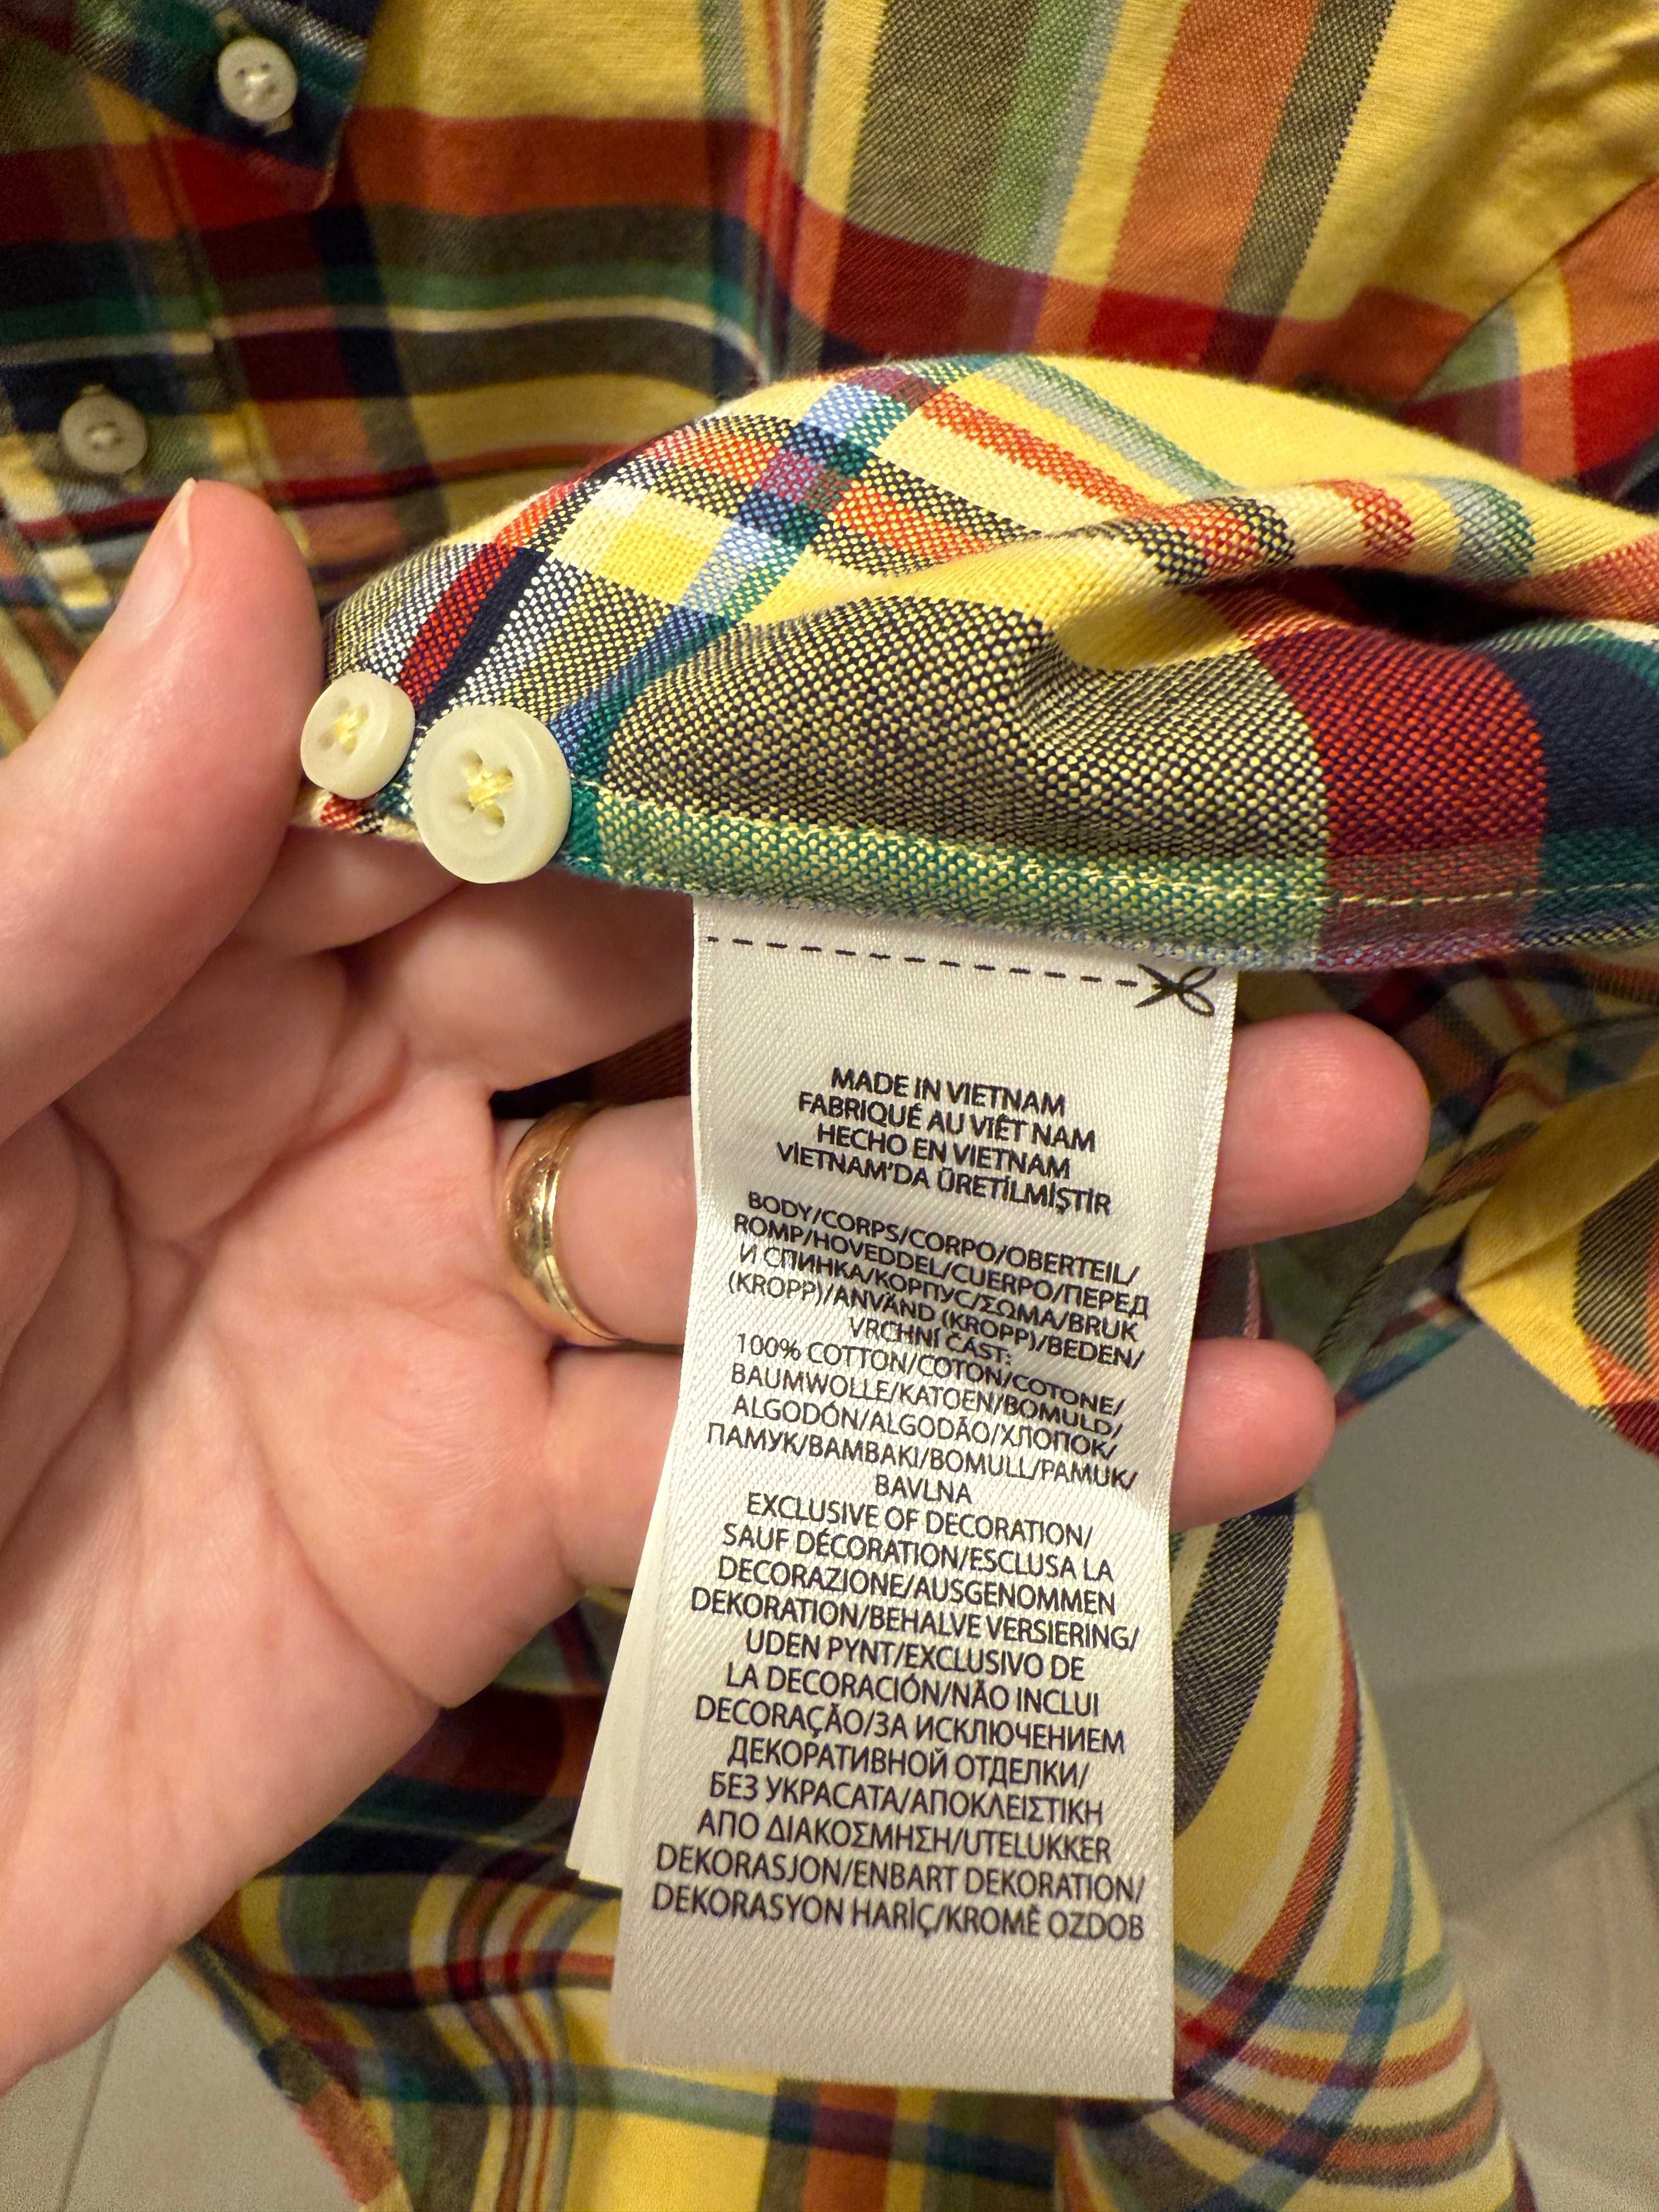 MADE IN VIETNAM
FABRIQUÉ AU VIÊT NAM
HECHO EN VIETNAM
VİETNAM'DA ÜRETİLMİŞTİR
BODY/CORPS/CORPO/OBERTEIL/
ROMP/HOVEDDEL/CUERPO/ПЕРЕД
И СПИНКА/КОРПУС/ΣΩΜΑ/BRUK
(KROPP)/ANVÄND (KROPP)/BEDEN/
VRCHNÍ ČÁST:
100% COTTON/COTON/COTONE/
BAUMWOLLE/KATOEN/BOMULD/
ALGODÓN/ALGODÃO/ХЛОПОК/
ПАМУК/ΒΑΜΒΑΚΙ/BOMULL/PAMUK/
BAVLNA
EXCLUSIVE OF DECORATION/
SAUF DÉCORATION/ESCLUSA LA
DECORAZIONE/AUSGENOMMEN
DEKORATION/BEHALVE VERSIERING/
UDEN PYNT/EXCLUSIVO DE
LA DECORACIÓN/NÃO INCLUI
DECORAÇÃO/ЗА ИСКЛЮЧЕНИЕМ
ДЕКОРАТИВНОЙ ОТДЕЛКИ/
БЕЗ УКРАСАТА/ΑΠΟΚΛΕΙΣΤΙΚΗ
ΑΠΟ ΔΙΑΚΟΣΜΗΣΗ/UTELUKKER
DEKORASJON/ENBART DEKORATION/
DEKORASYON HARİÇ/KROMĚ OZDOB